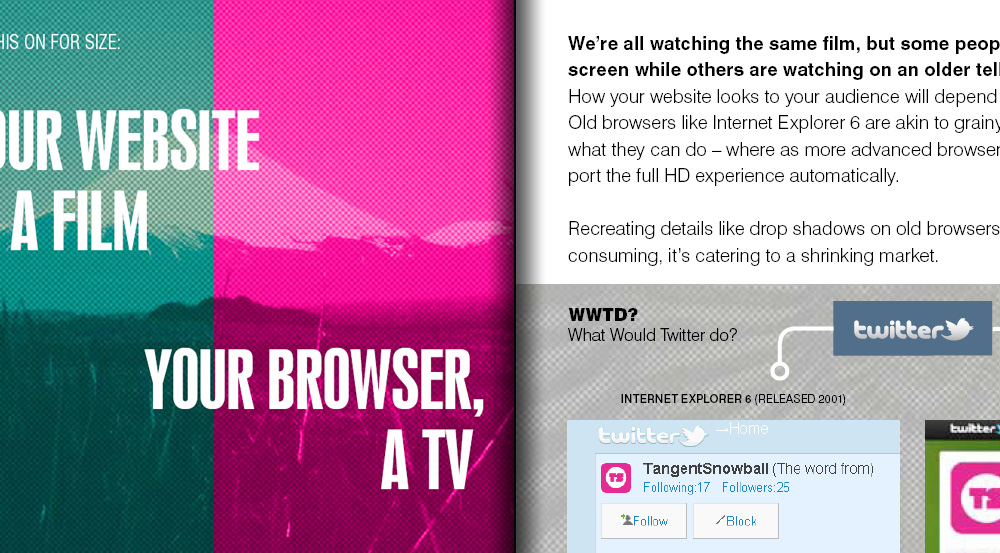 HIS ON FOR SIZE:
OUR WEBSITE
A FILM
YOUR BROWSER,
A TV
We're all watching the same film, but some peop
screen while others are watching on an older tell
How your website looks to your audience will depend
Old browsers like Internet Explorer 6 are akin to grainy
what they can do – where as more advanced browser
port the full HD experience automatically.
Recreating details like drop shadows on old browsers
consuming, it's catering to a shrinking market.
WWTD?
What Would Twitter do?
twitter
INTERNET EXPLORER 6 (RELEASED 2001)
twitter →Home
TangentSnowball (The word from)
Following:17 Followers:25
Follow Block
twitter
TS
TS